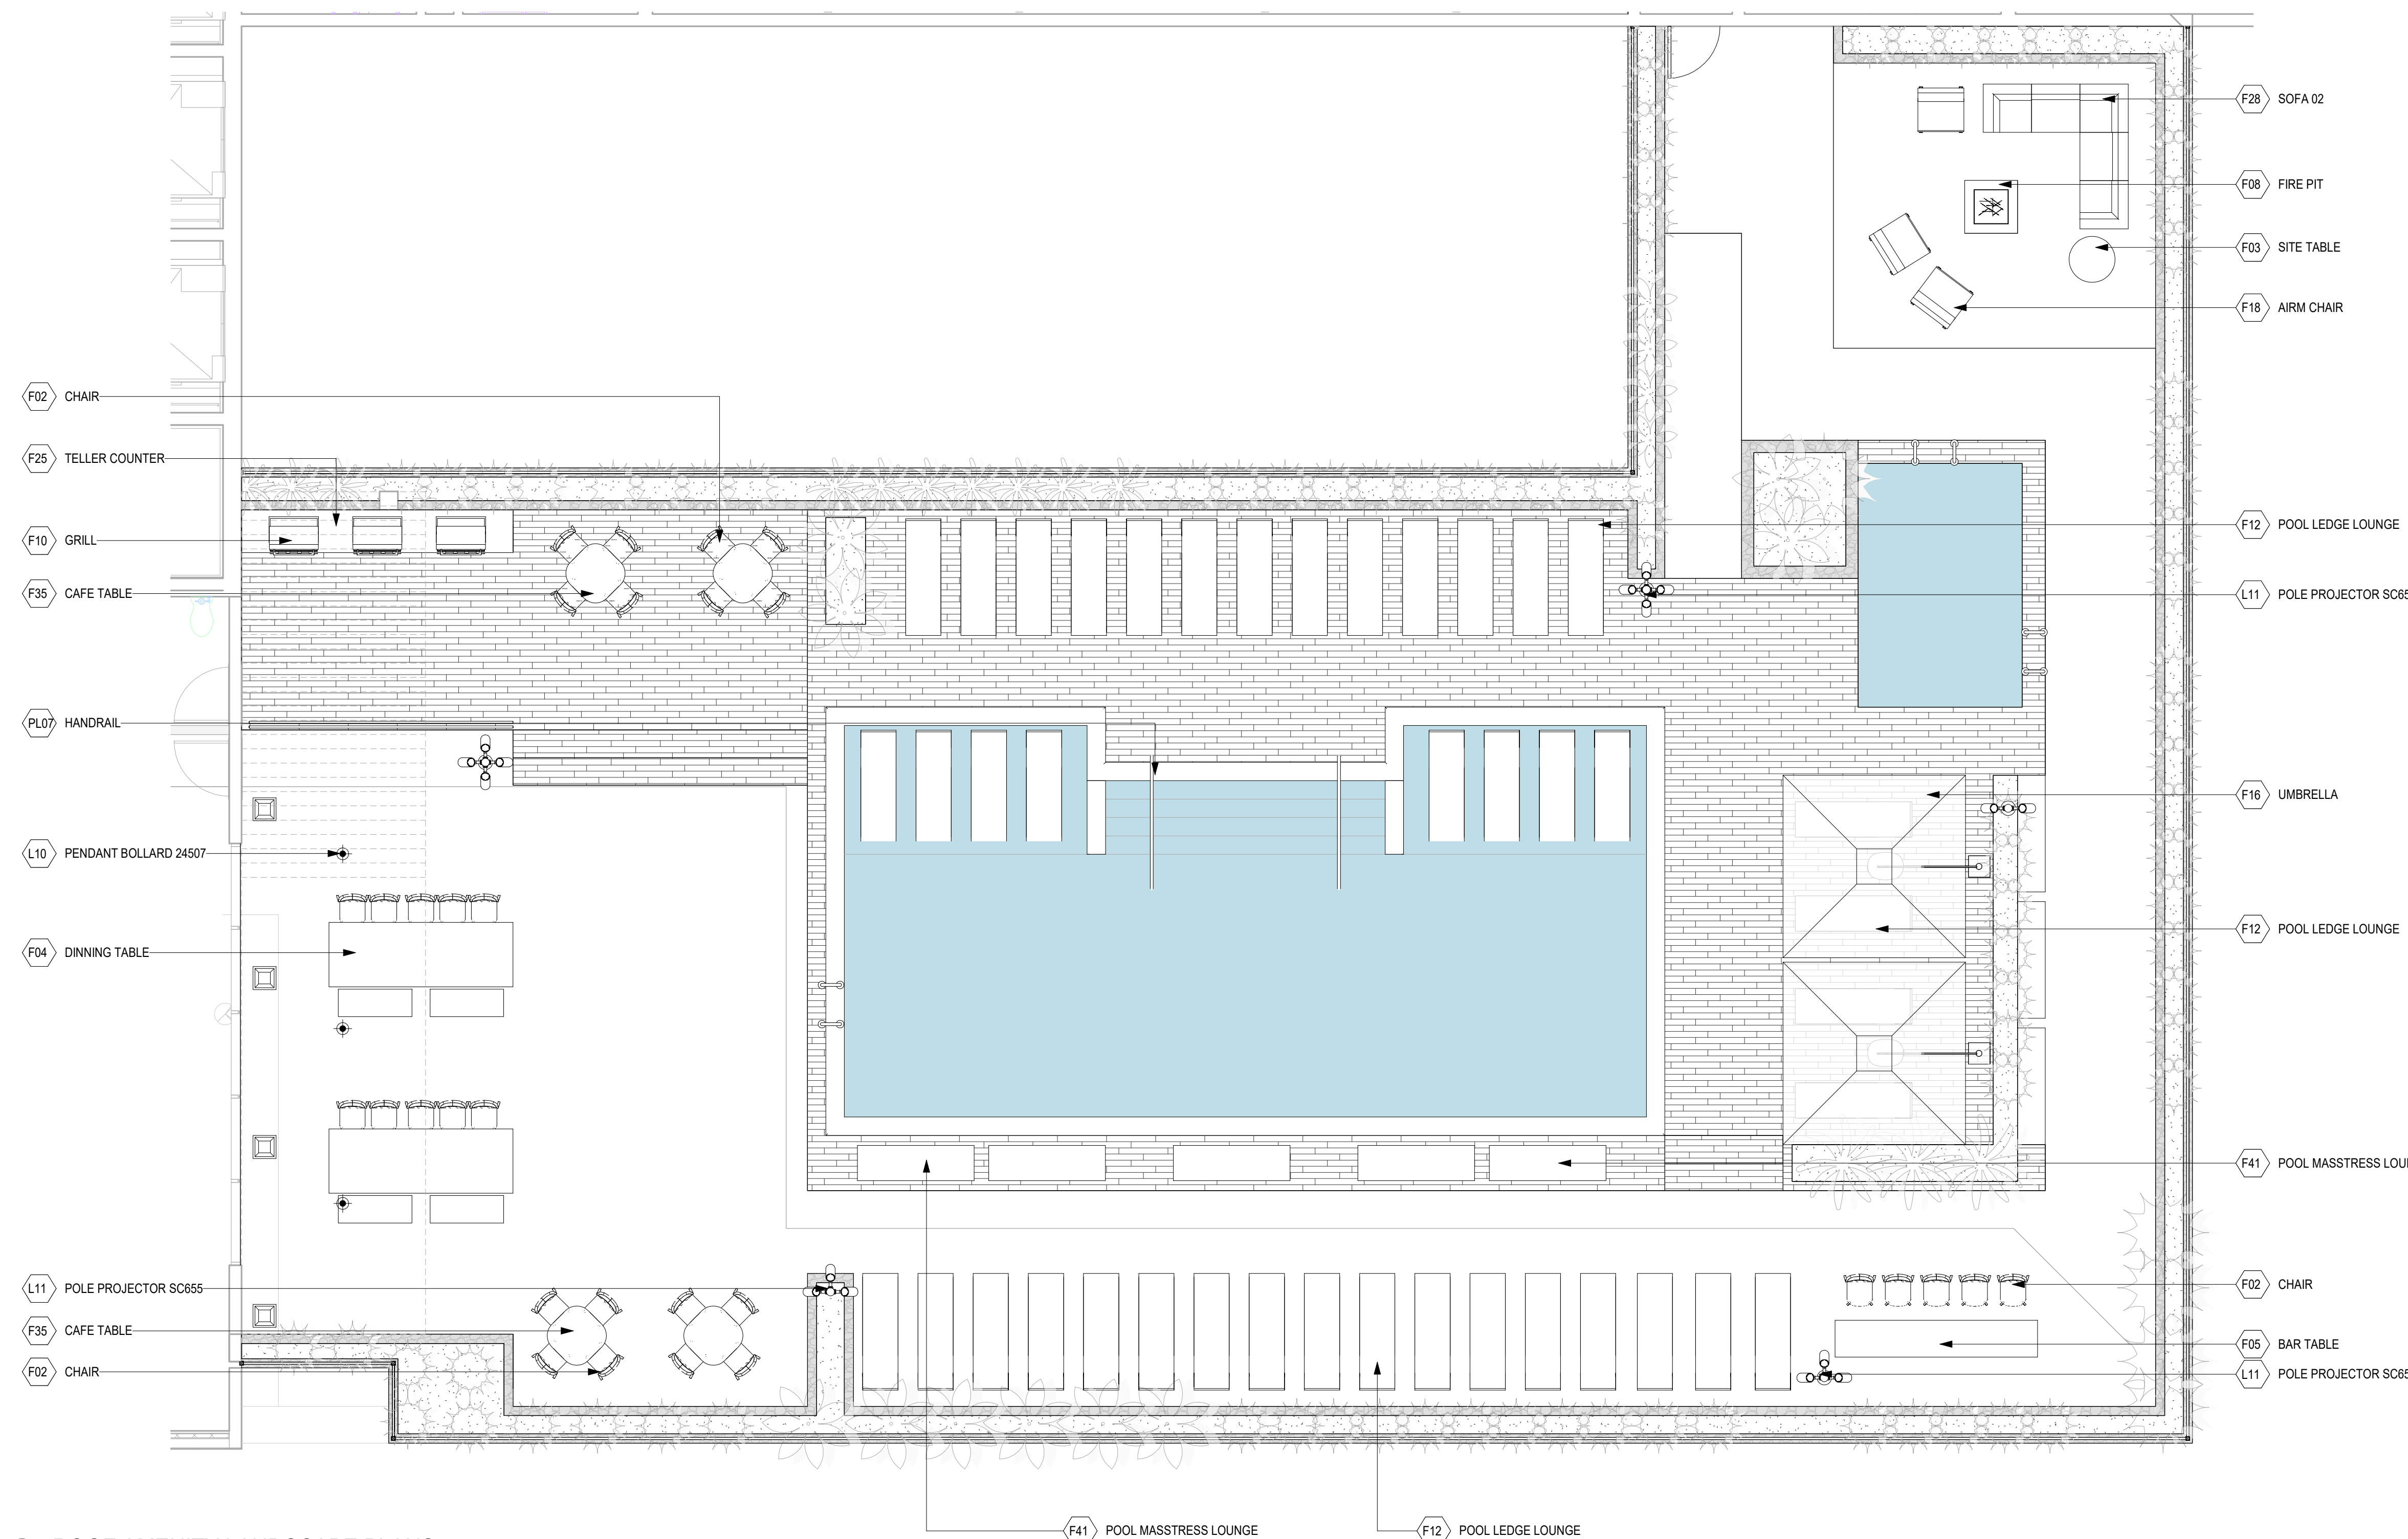 F28 SOFA 02
F08 FIRE PIT
F03 SITE TABLE
F18 AIRM CHAIR
F02 CHAIR
F25 TELLER COUNTER
F12 POOL LEDGE LOUNGE
F10 GRILL
F35 CAFE TABLE
L11 POLE PROJECTOR SC65
PL07 HANDRAIL
F16 UMBRELLA
L10 PENDANT BOLLARD 24507
F12 POOL LEDGE LOUNGE
F04 DINNING TABLE
F41 POOL MASSTRESS LOU
L11 POLE PROJECTOR SC655
F02 CHAIR
F35 CAFE TABLE
F05 BAR TABLE
F02 CHAIR
L11 POLE PROJECTOR SC65
F41 POOL MASSTRESS LOUNGE
F12 POOL LEDGE LOUNGE